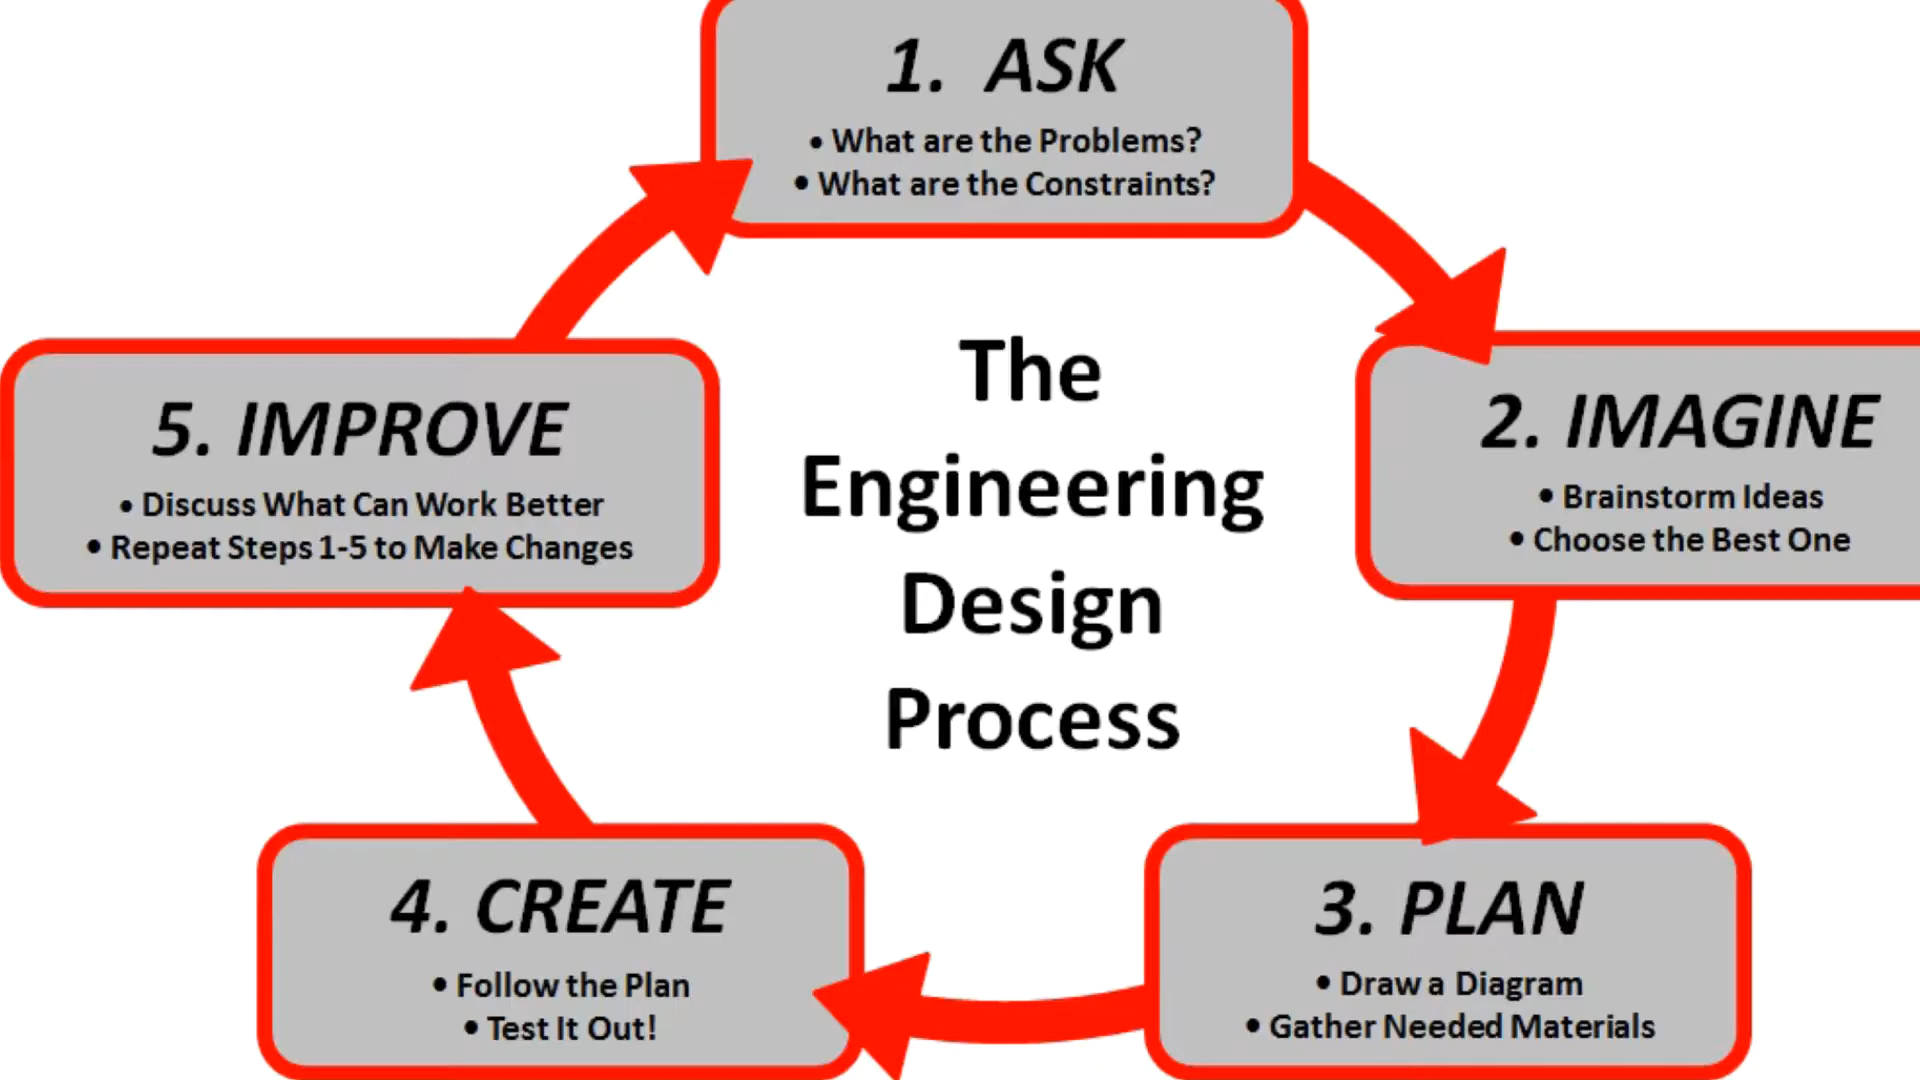 1. ASK
• What are the Problems?
• What are the Constraints?
The
Engineering
Design
Process
2. IMAGINE
• Brainstorm Ideas
• Choose the Best One
3. PLAN
• Draw a Diagram
• Gather Needed Materials
4. CREATE
• Follow the Plan
• Test It Out!
5. IMPROVE
• Discuss What Can Work Better
• Repeat Steps 1-5 to Make Changes